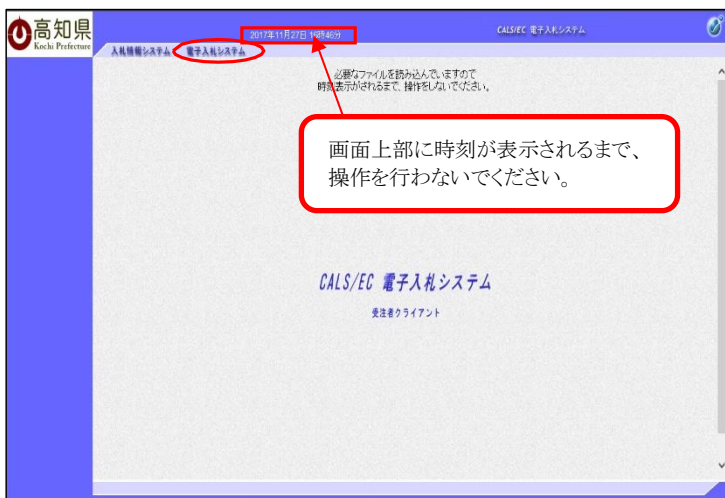 高知県
Kochi Prefecture
2017年11月27日 16時46分
CALS/EC 電子入札システム
入札情報システム 電子入札システム
必要なファイルを読み込んでいますので
時刻表示がされるまで、操作をしないでください。
画面上部に時刻が表示されるまで、
操作を行わないでください。
CALS/EC 電子入札システム
受注者クライアント